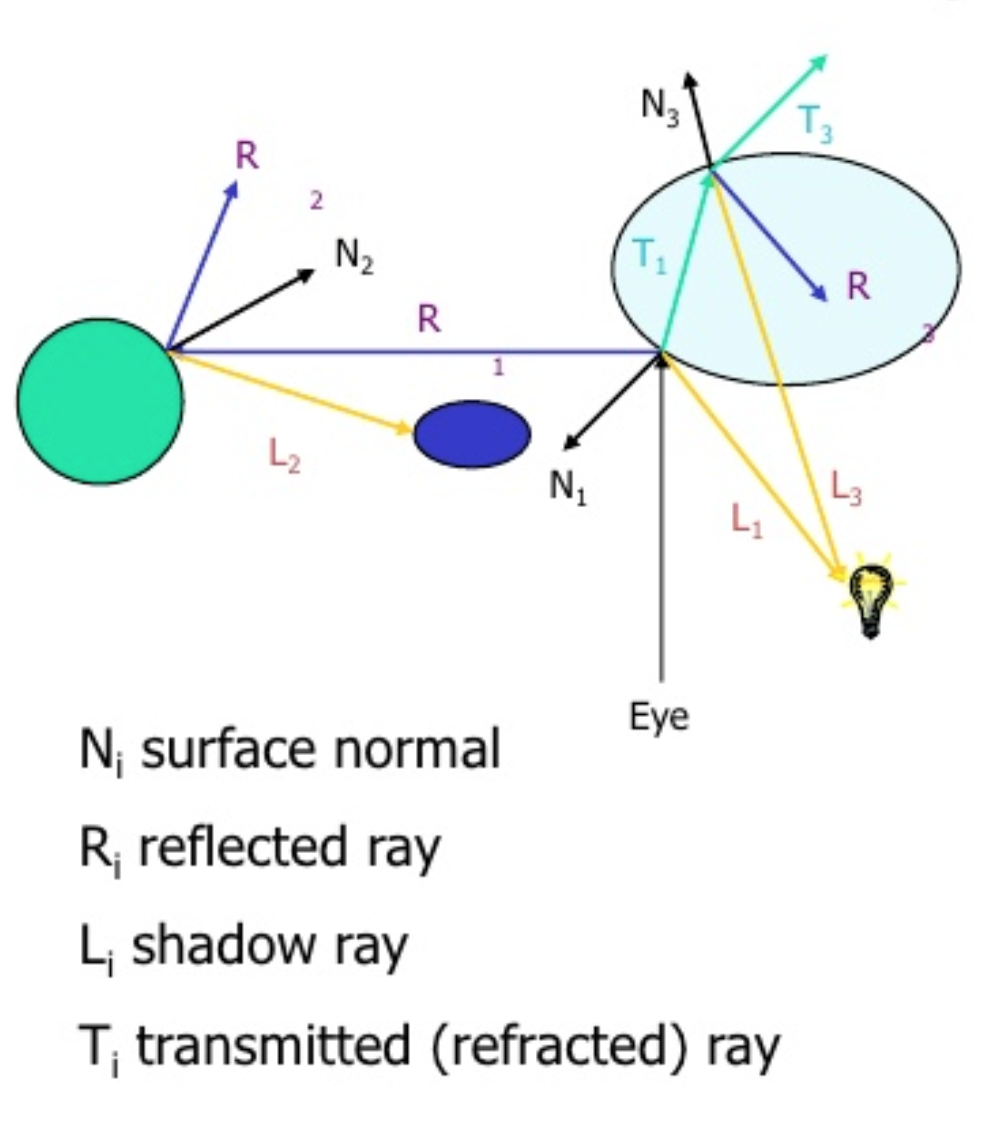 N₃
T₃
R
2
N₂
T₁
R
R
3
1
L₂
N₁
L₃
L₁
Eye
Nᵢ surface normal
Rᵢ reflected ray
Lᵢ shadow ray
Tᵢ transmitted (refracted) ray